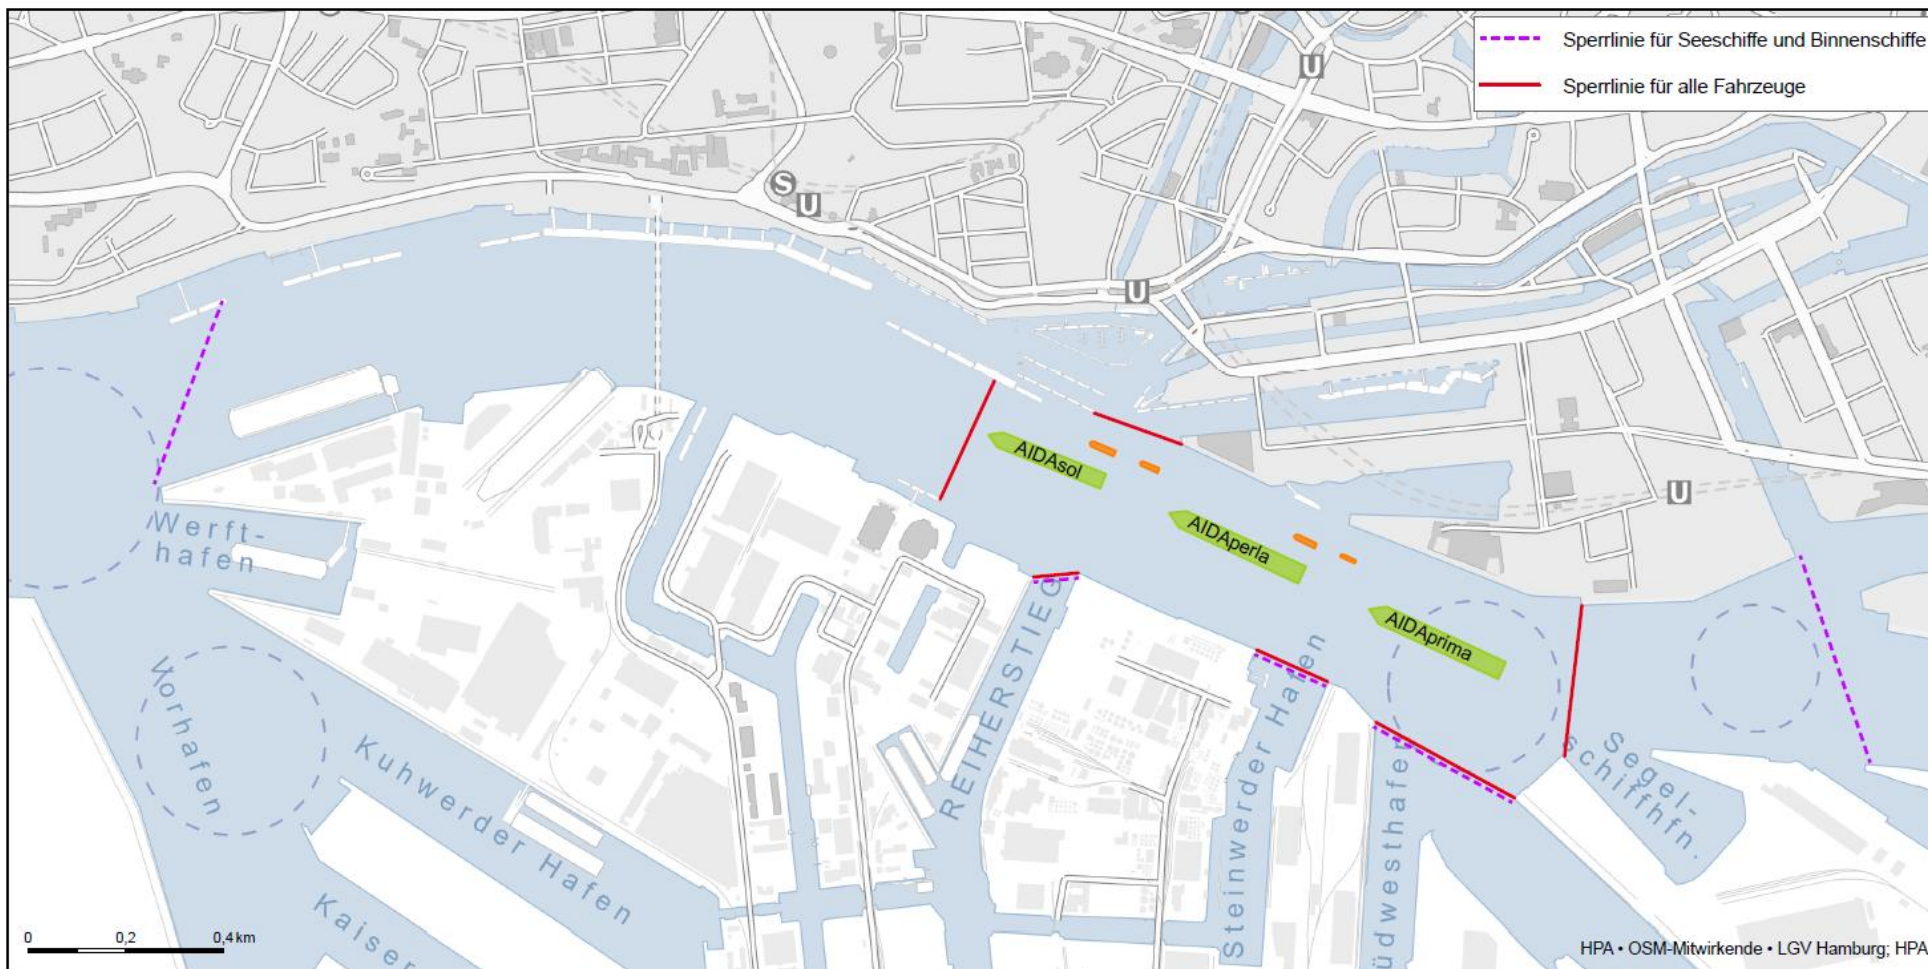 Sperrlinie für Seeschiffe und Binnenschiffe
Sperrlinie für alle Fahrzeuge
U
S
U
U
U
AIDAsol
AIDAperla
AIDAprima
Werft-
hafen
Vorhafen
Kuhwerder Hafen
REIHERSTIEG
Steinwerder Hafen
üdwesthafen
Segel-
schiffhfn.
Kaiser
0 0,2 0,4 km
HPA • OSM-Mitwirkende • LGV Hamburg; HPA